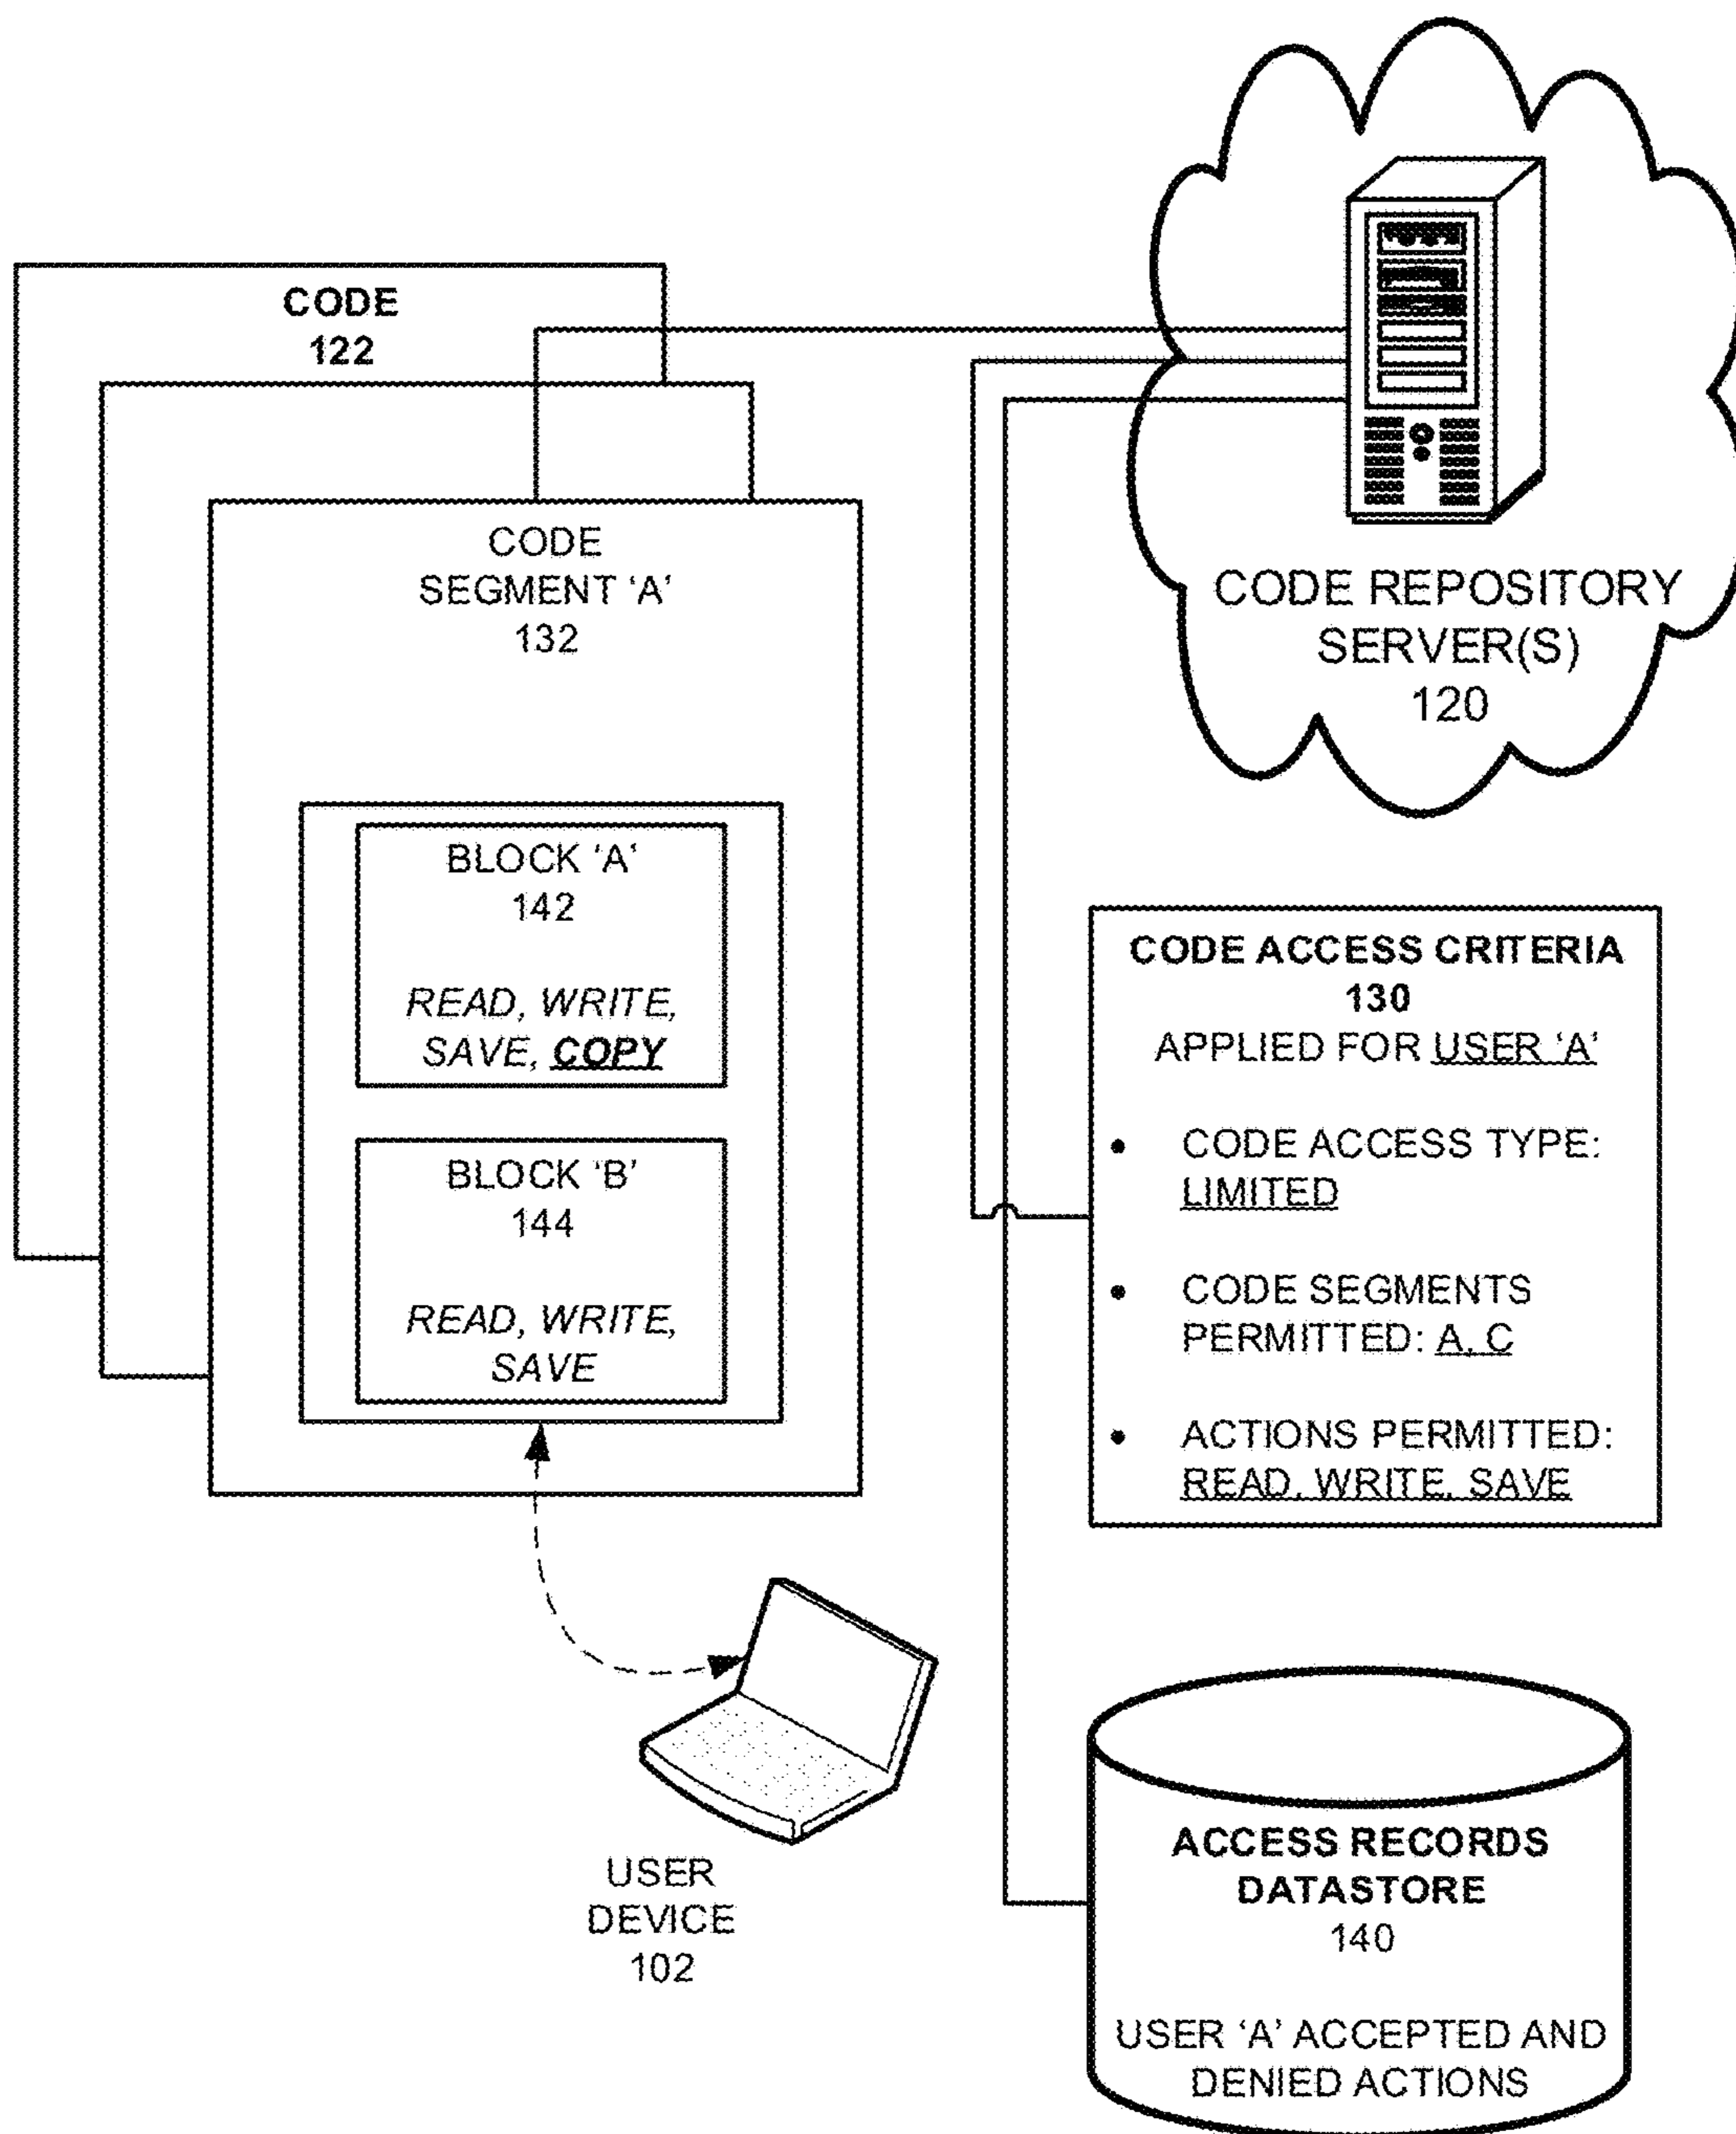 CODE
122
CODE
SEGMENT ‘A’
132
BLOCK ‘A’
142
READ, WRITE,
SAVE, COPY
BLOCK ‘B’
144
READ, WRITE,
SAVE
USER
DEVICE
102
CODE REPOSITORY
SERVER(S)
120
CODE ACCESS CRITERIA
130
APPLIED FOR USER ‘A’
• CODE ACCESS TYPE:
LIMITED
• CODE SEGMENTS
PERMITTED: A, C
• ACTIONS PERMITTED:
READ, WRITE, SAVE
ACCESS RECORDS
DATASTORE
140
USER ‘A’ ACCEPTED AND
DENIED ACTIONS